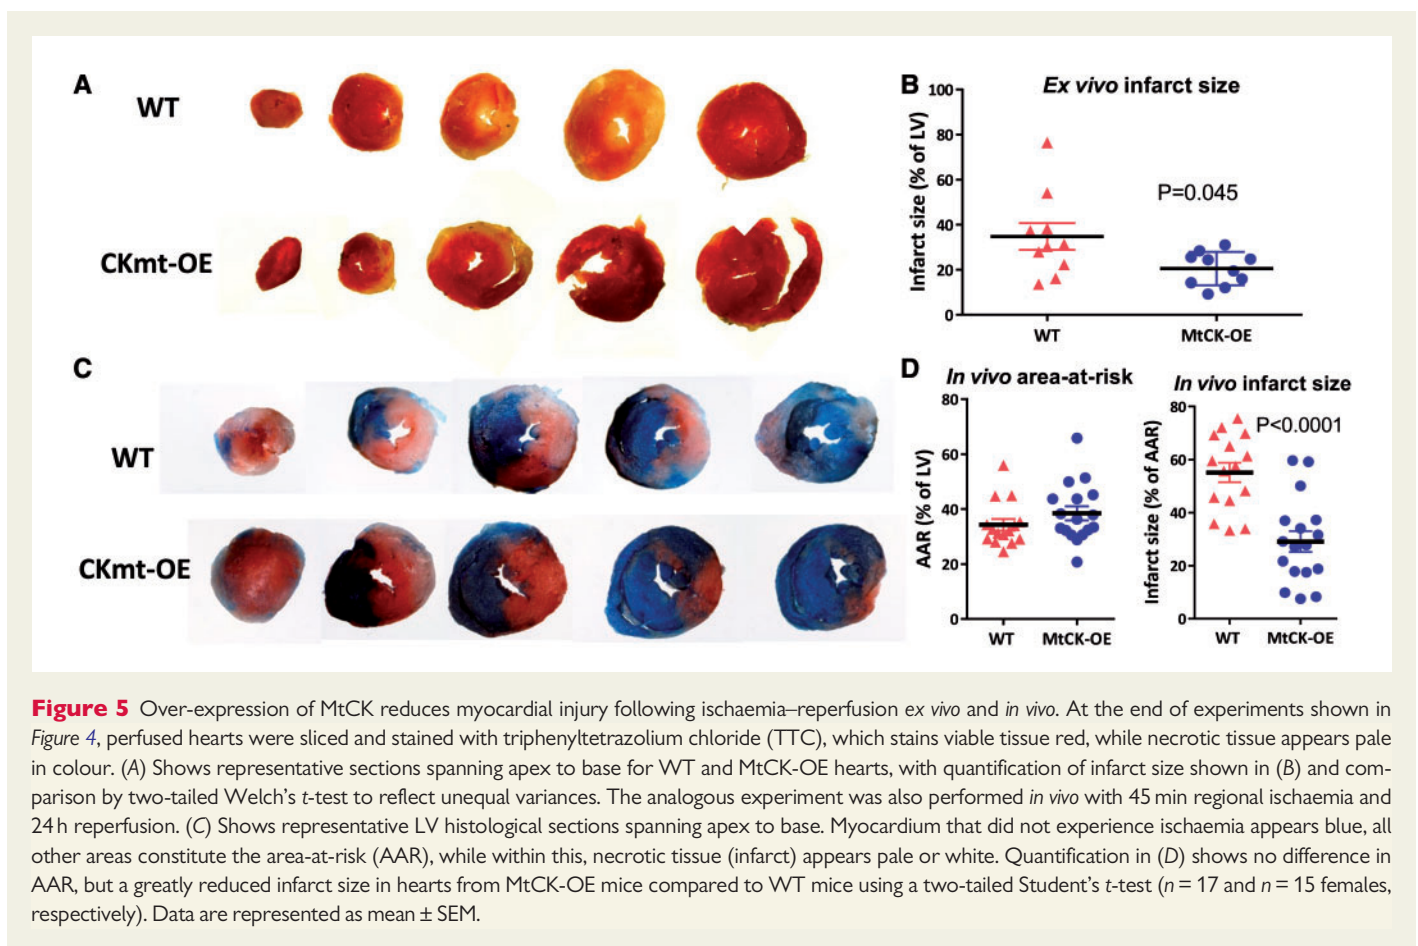 A
WT
CKmt-OE
B
Ex vivo infarct size
Infarct size (% of LV)
100
80
60
40
20
0
P=0.045
WT
MtCK-OE
C
WT
CKmt-OE
D
In vivo area-at-risk
AAR (% of LV)
80
60
40
20
0
WT
MtCK-OE
In vivo infarct size
Infarct size (% of AAR)
80
60
40
20
0
P<0.0001
WT
MtCK-OE
Figure 5 Over-expression of MtCK reduces myocardial injury following ischaemia–reperfusion ex vivo and in vivo. At the end of experiments shown in
Figure 4, perfused hearts were sliced and stained with triphenyltetrazolium chloride (TTC), which stains viable tissue red, while necrotic tissue appears pale
in colour. (A) Shows representative sections spanning apex to base for WT and MtCK-OE hearts, with quantification of infarct size shown in (B) and com-
parison by two-tailed Welch's t-test to reflect unequal variances. The analogous experiment was also performed in vivo with 45 min regional ischaemia and
24 h reperfusion. (C) Shows representative LV histological sections spanning apex to base. Myocardium that did not experience ischaemia appears blue, all
other areas constitute the area-at-risk (AAR), while within this, necrotic tissue (infarct) appears pale or white. Quantification in (D) shows no difference in
AAR, but a greatly reduced infarct size in hearts from MtCK-OE mice compared to WT mice using a two-tailed Student's t-test (n = 17 and n = 15 females,
respectively). Data are represented as mean ± SEM.